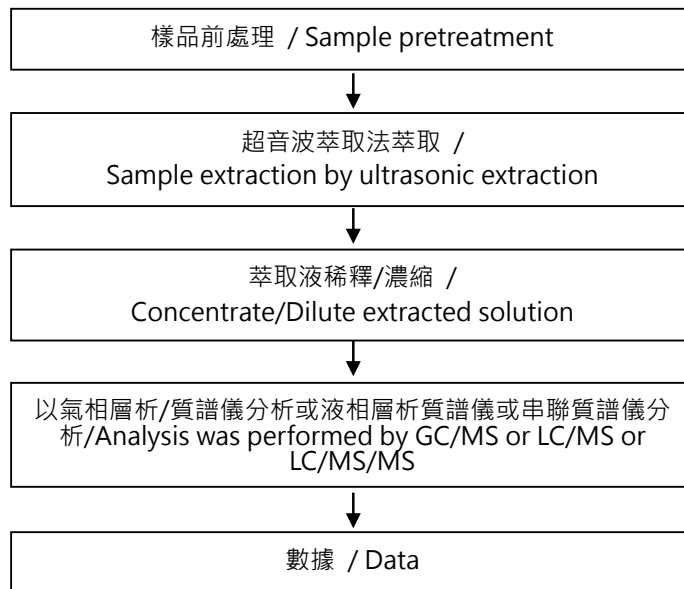 樣品前處理 / Sample pretreatment
超音波萃取法萃取 /
Sample extraction by ultrasonic extraction
萃取液稀釋/濃縮 /
Concentrate/Dilute extracted solution
以氣相層析/質譜儀分析或液相層析質譜儀或串聯質譜儀分
析/Analysis was performed by GC/MS or LC/MS or
LC/MS/MS
數據 / Data